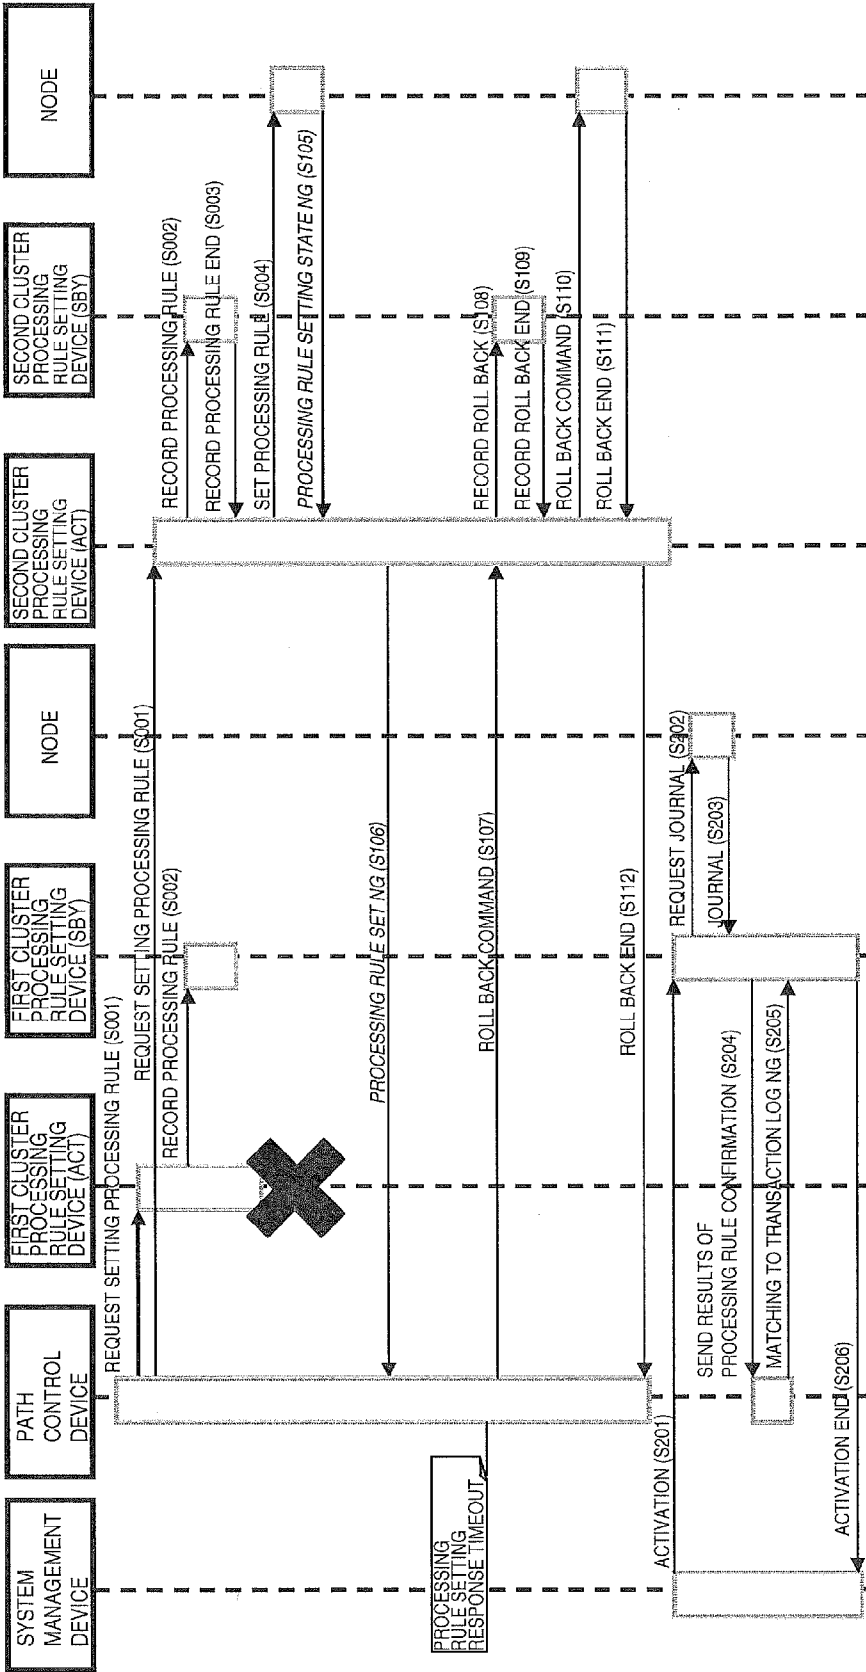 SYSTEM
MANAGEMENT
DEVICE
PATH
CONTROL
DEVICE
FIRST CLUSTER
PROCESSING
RULE SETTING
DEVICE (ACT)
FIRST CLUSTER
PROCESSING
RULE SETTING
DEVICE (SBY)
NODE
SECOND CLUSTER
PROCESSING
RULE SETTING
DEVICE (ACT)
SECOND CLUSTER
PROCESSING
RULE SETTING
DEVICE (SBY)
NODE
REQUEST SETTING PROCESSING RULE (S001)
REQUEST SETTING PROCESSING RULE (S001)
RECORD PROCESSING RULE (S002)
RECORD PROCESSING RULE (S002)
RECORD PROCESSING RULE END (S003)
SET PROCESSING RULE (S004)
PROCESSING RULE SETTING STATE NG (S105)
PROCESSING RULE SET NG (S106)
PROCESSING
RULE SETTING
RESPONSE TIMEOUT
ROLL BACK COMMAND (S107)
RECORD ROLL BACK (S108)
RECORD ROLL BACK END (S109)
ROLL BACK COMMAND (S110)
ROLL BACK END (S111)
ROLL BACK END (S112)
ACTIVATION (S201)
REQUEST JOURNAL (S202)
JOURNAL (S203)
SEND RESULTS OF
PROCESSING RULE CONFIRMATION (S204)
MATCHING TO TRANSACTION LOG NG (S205)
ACTIVATION END (S206)